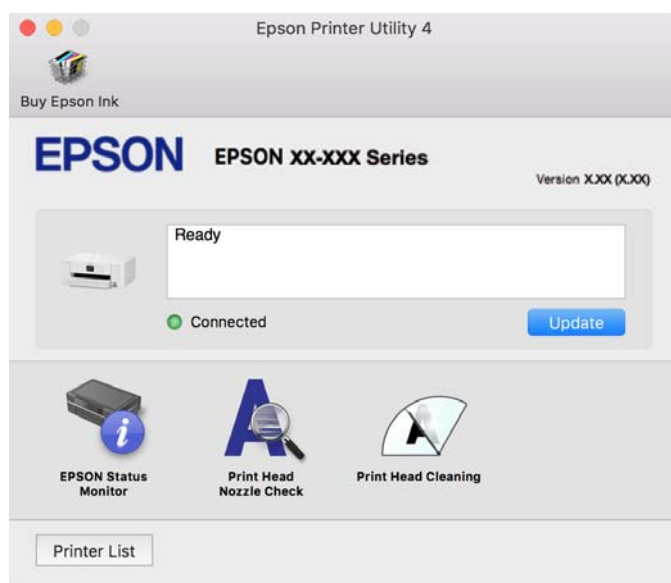 Epson Printer Utility 4
Buy Epson Ink
EPSON
EPSON XX-XXX Series
Version X.XX (X.XX)
Ready
Connected
Update
EPSON Status
Monitor
Print Head
Nozzle Check
Print Head Cleaning
Printer List